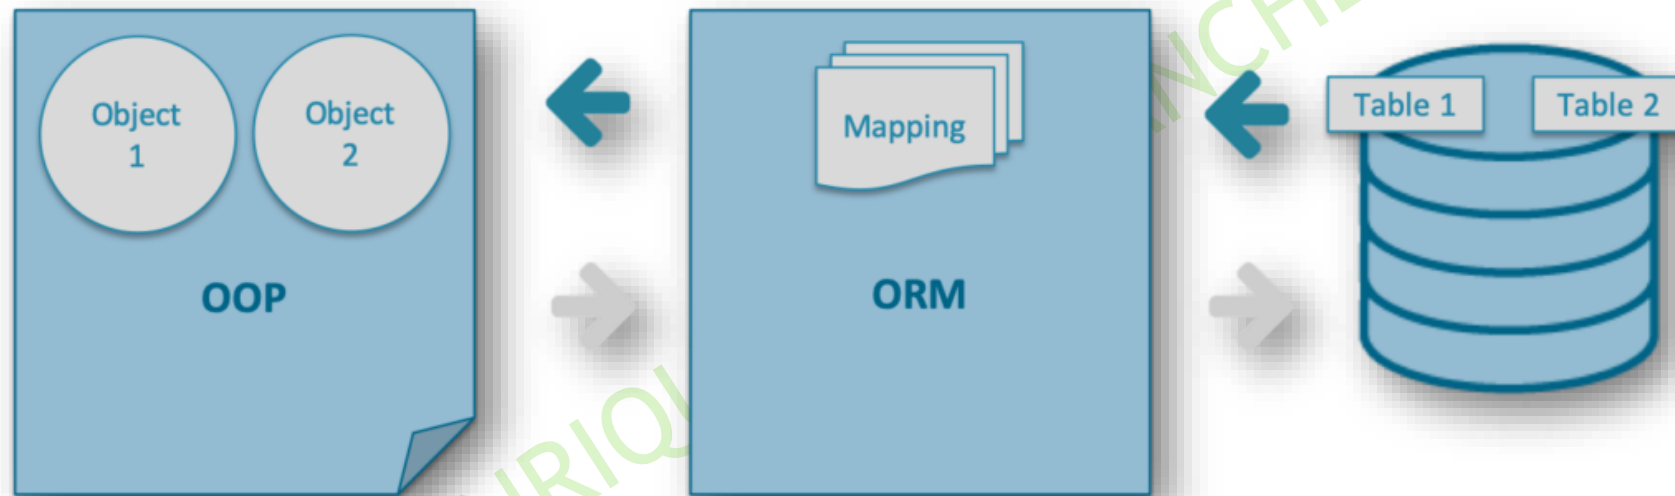 Object
1
Object
2
OOP
Mapping
ORM
Table 1
Table 2